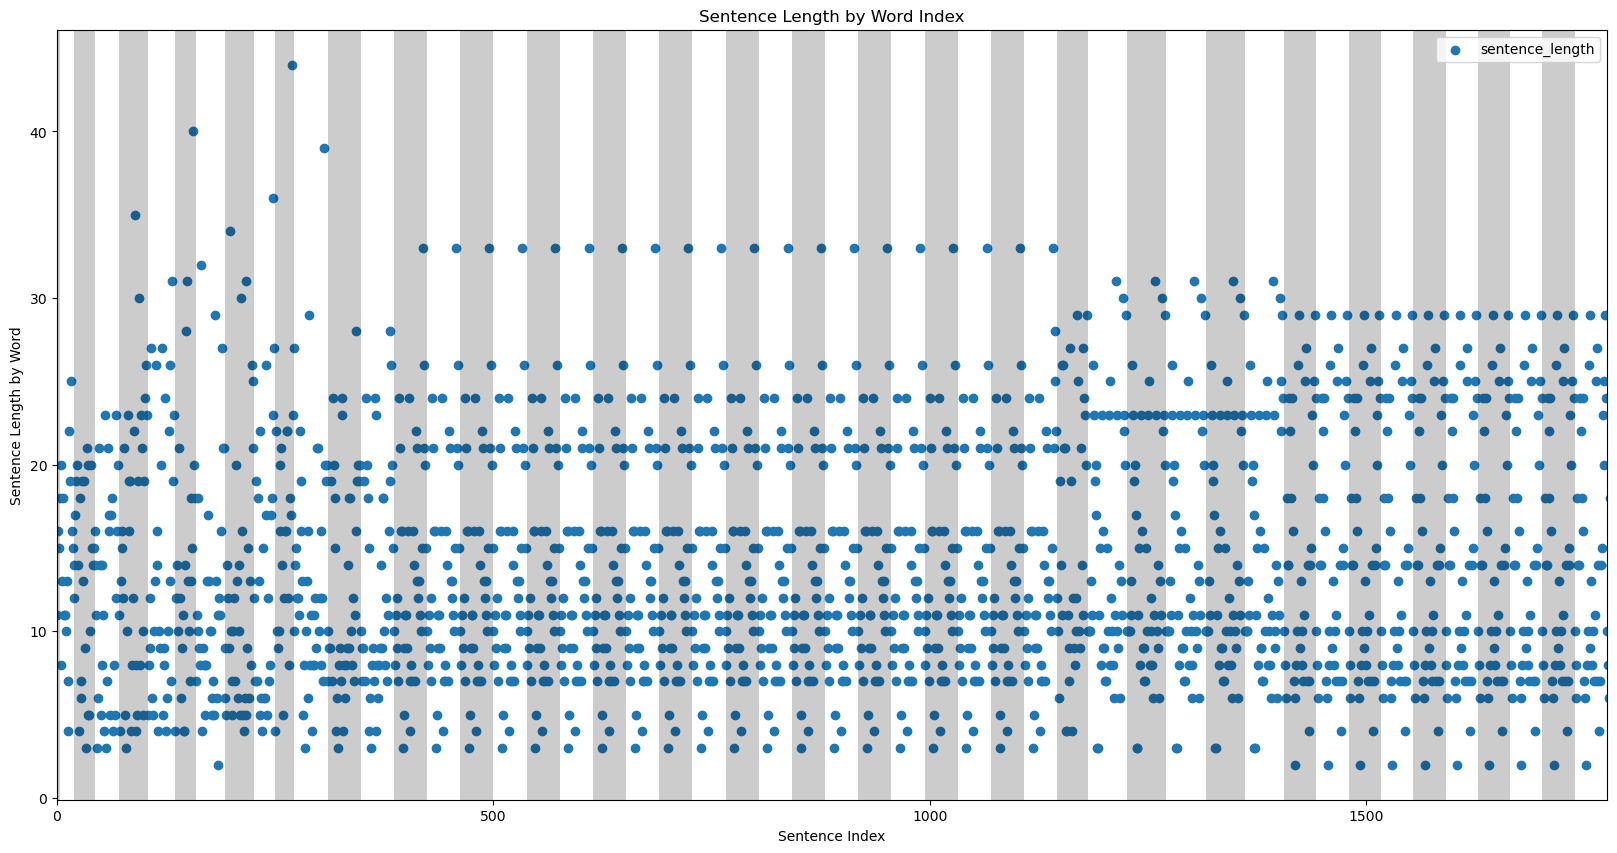 Sentence Length by Word Index
sentence_length
Sentence Length by Word
40
30
20
10
0
0
500
1000
1500
Sentence Index